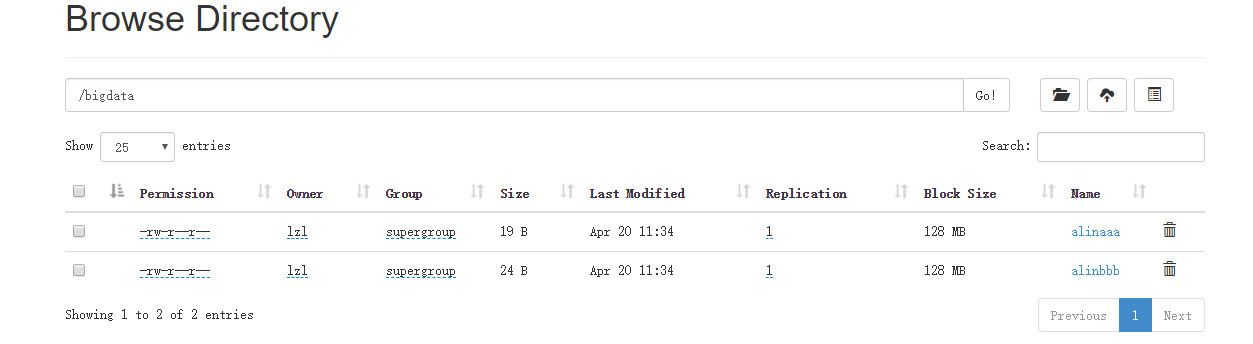 Browse Directory
/bigdata Go!
Show 25 entries Search:
Permission Owner Group Size Last Modified Replication Block Size Name
-rw-r--r-- lzl supergroup 19 B Apr 20 11:34 1 128 MB alinaaa
-rw-r--r-- lzl supergroup 24 B Apr 20 11:34 1 128 MB alinbbb
Showing 1 to 2 of 2 entries Previous 1 Next